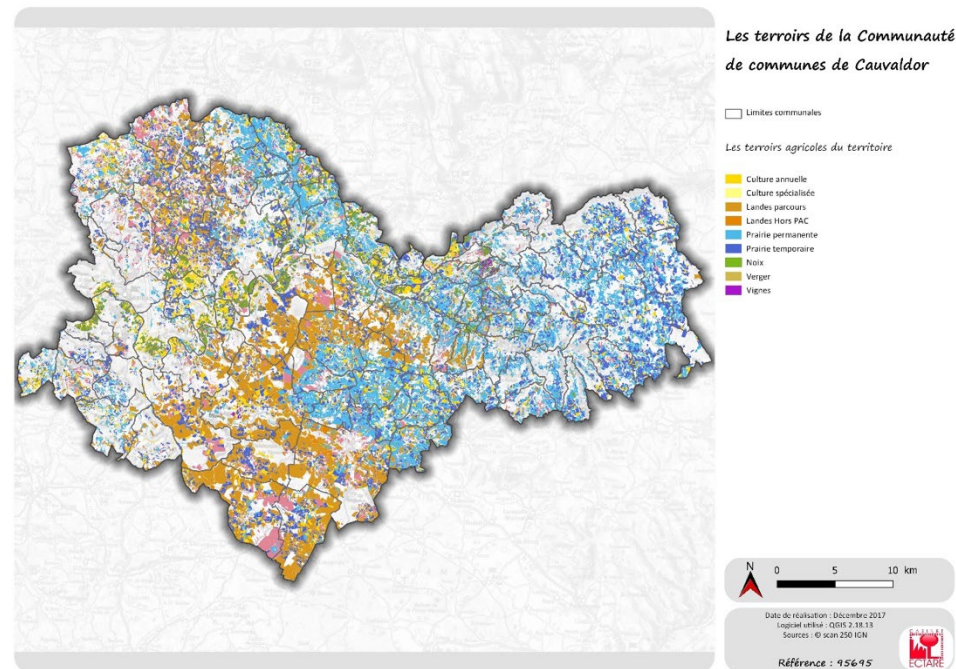 Les terroirs de la Communauté
de communes de Cauvaldor
Limites communales
Les terroirs agricoles du territoire
Culture annuelle
Culture spécialisée
Landes parcours
Landes Hors PAC
Prairie permanente
Prairie temporaire
Noix
Verger
Vignes
N
0 5 10 km
Date de réalisation : Décembre 2017
Logiciel utilisé : QGIS 2.18.13
Sources : © scan 250 IGN
Référence : 95695
ECTARE